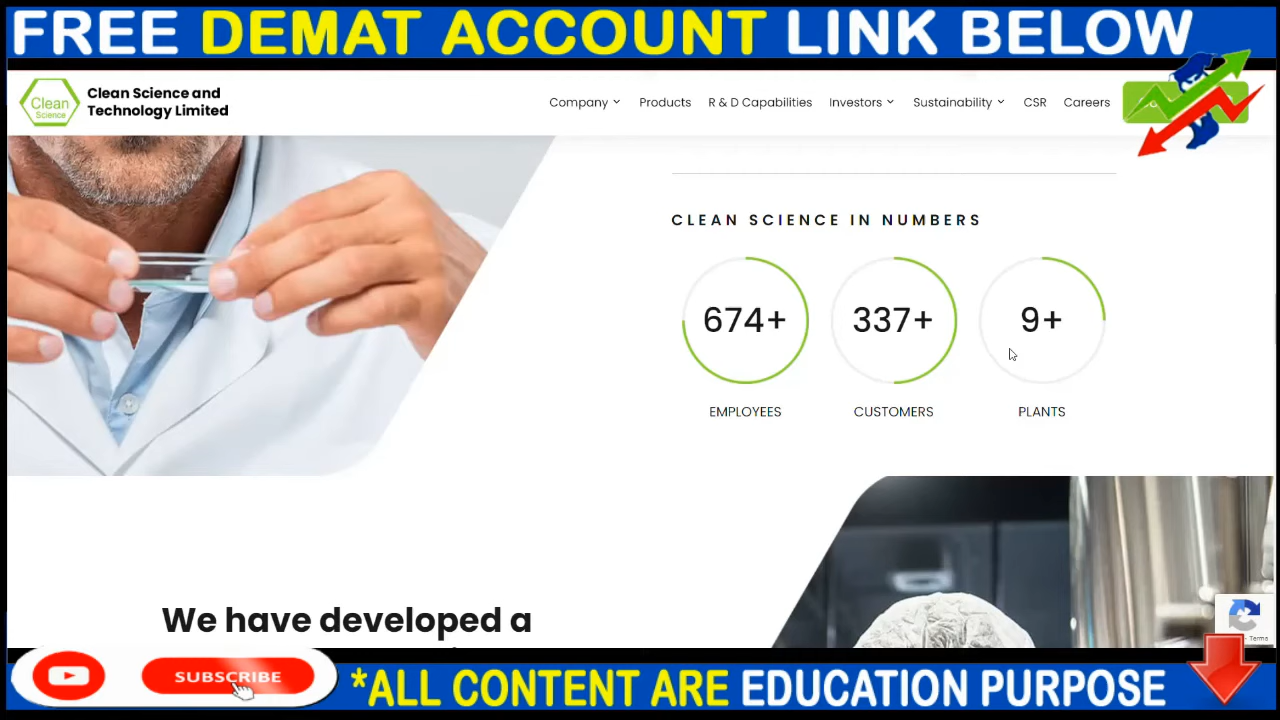 FREE DEMAT ACCOUNT LINK BELOW
Clean
Science
Clean Science and
Technology Limited
Company
Products
R & D Capabilities
Investors
Sustainability
CSR
Careers
CLEAN SCIENCE IN NUMBERS
674+
337+
9+
EMPLOYEES
CUSTOMERS
PLANTS
We have developed a
- Terms
SUBSCRIBE
*ALL CONTENT ARE EDUCATION PURPOSE